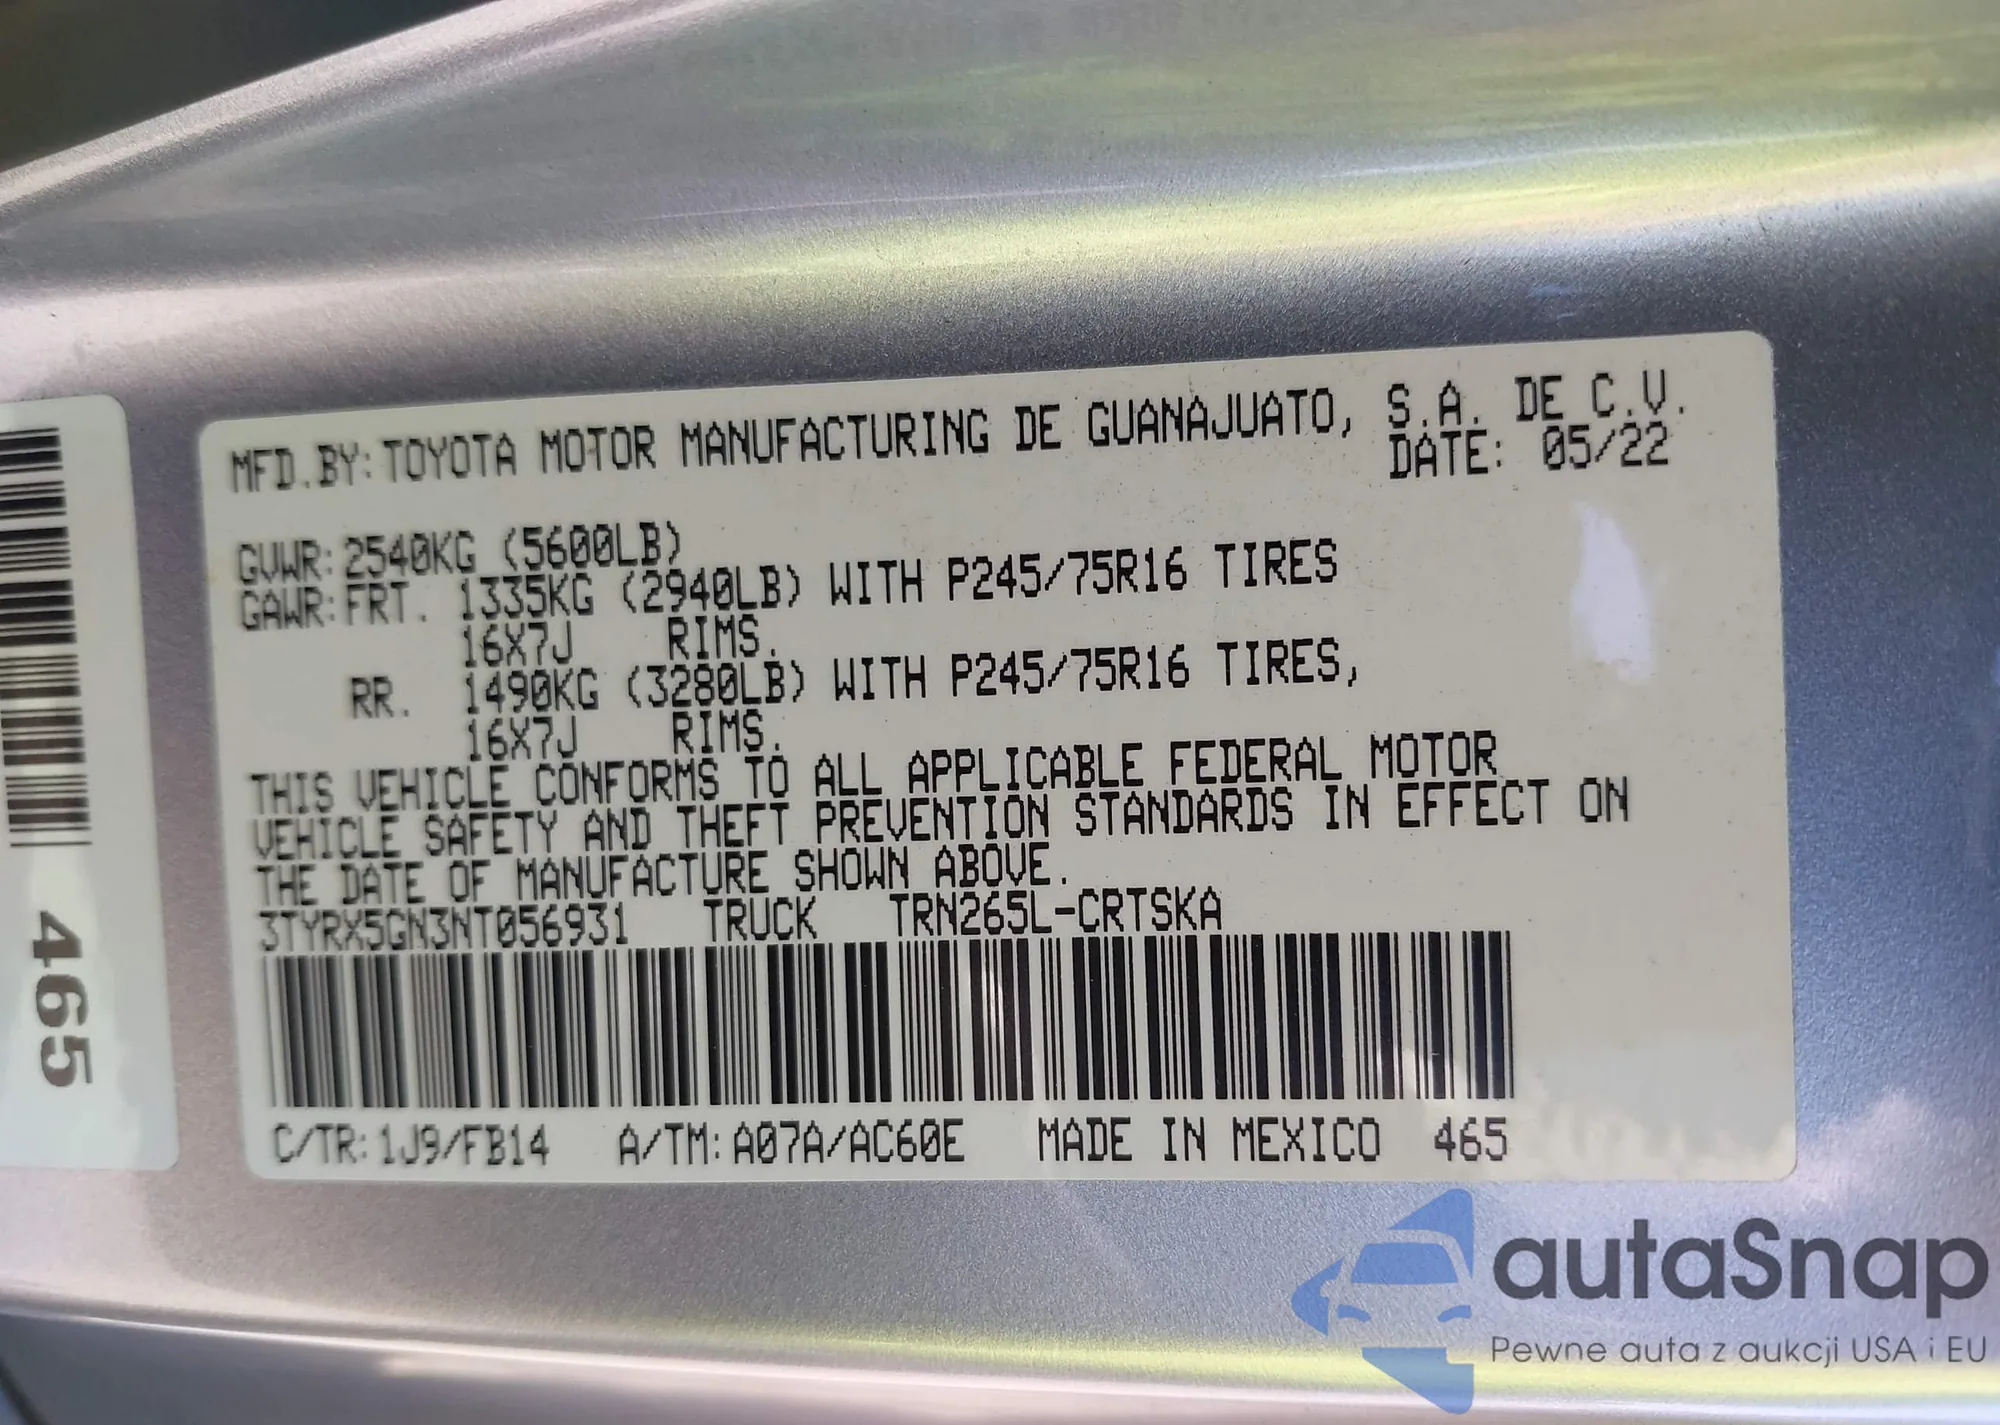 MFD.BY: TOYOTA MOTOR MANUFACTURING DE GUANAJUATO, S.A. DE C.V.
DATE: 05/22
GVWR: 2540KG (5600LB)
GAWR: FRT. 1335KG (2940LB) WITH P245/75R16 TIRES
16X7J RIMS.
RR. 1490KG (3280LB) WITH P245/75R16 TIRES,
16X7J RIMS.
THIS VEHICLE CONFORMS TO ALL APPLICABLE FEDERAL MOTOR
VEHICLE SAFETY AND THEFT PREVENTION STANDARDS IN EFFECT ON
THE DATE OF MANUFACTURE SHOWN ABOVE.
3TYRX5GN3NT056931 TRUCK TRN265L-CRTSKA
C/TR: 1J9/FB14 A/TM: A07A/AC60E MADE IN MEXICO 465
465
autaSnap
Pewne auta z aukcji USA i EU